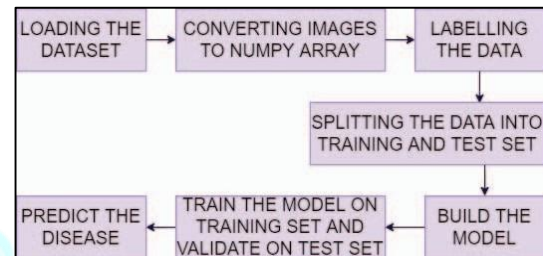 LOADING THE
DATASET
CONVERTING IMAGES
TO NUMPY ARRAY
LABELLING
THE DATA
SPLITTING THE DATA INTO
TRAINING AND TEST SET
BUILD THE
MODEL
TRAIN THE MODEL ON
TRAINING SET AND
VALIDATE ON TEST SET
PREDICT THE
DISEASE